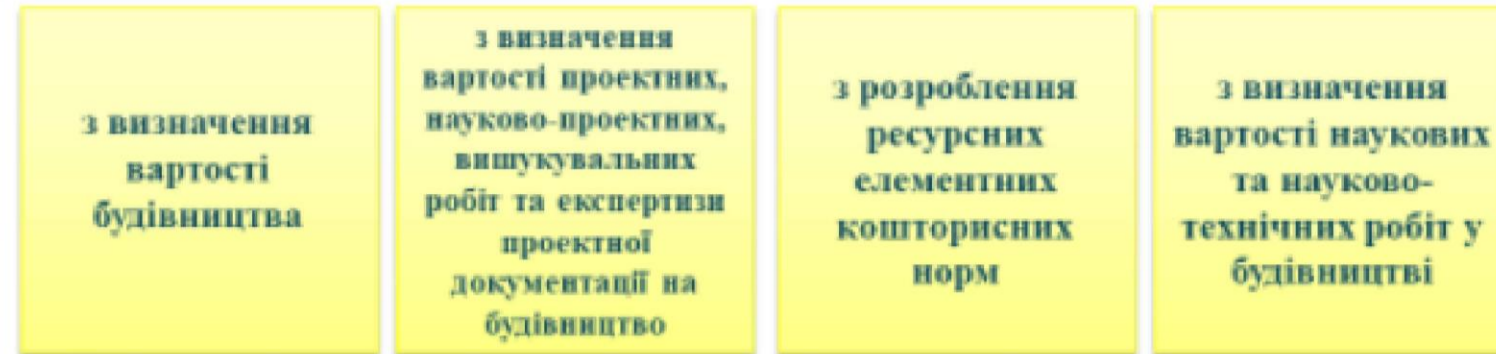 з визначення
вартості
будівництва
з визначення
вартості проектних,
науково-проектних,
вишукувальних
робіт та експертизи
проектної
документації на
будівництво
з розроблення
ресурсних
елементних
кошторисних
норм
з визначення
вартості наукових
та науково-
технічних робіт у
будівництві